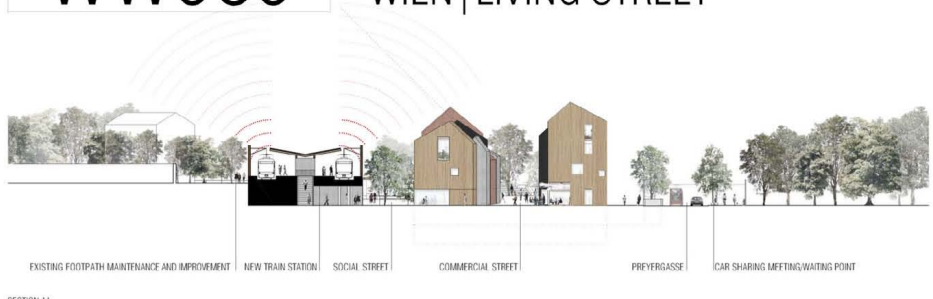 WIEN | LIVING STREET
EXISTING FOOTPATH MAINTENANCE AND IMPROVEMENT
NEW TRAIN STATION
SOCIAL STREET
COMMERCIAL STREET
PREYERGASSE
CAR SHARING MEETING/WAITING POINT